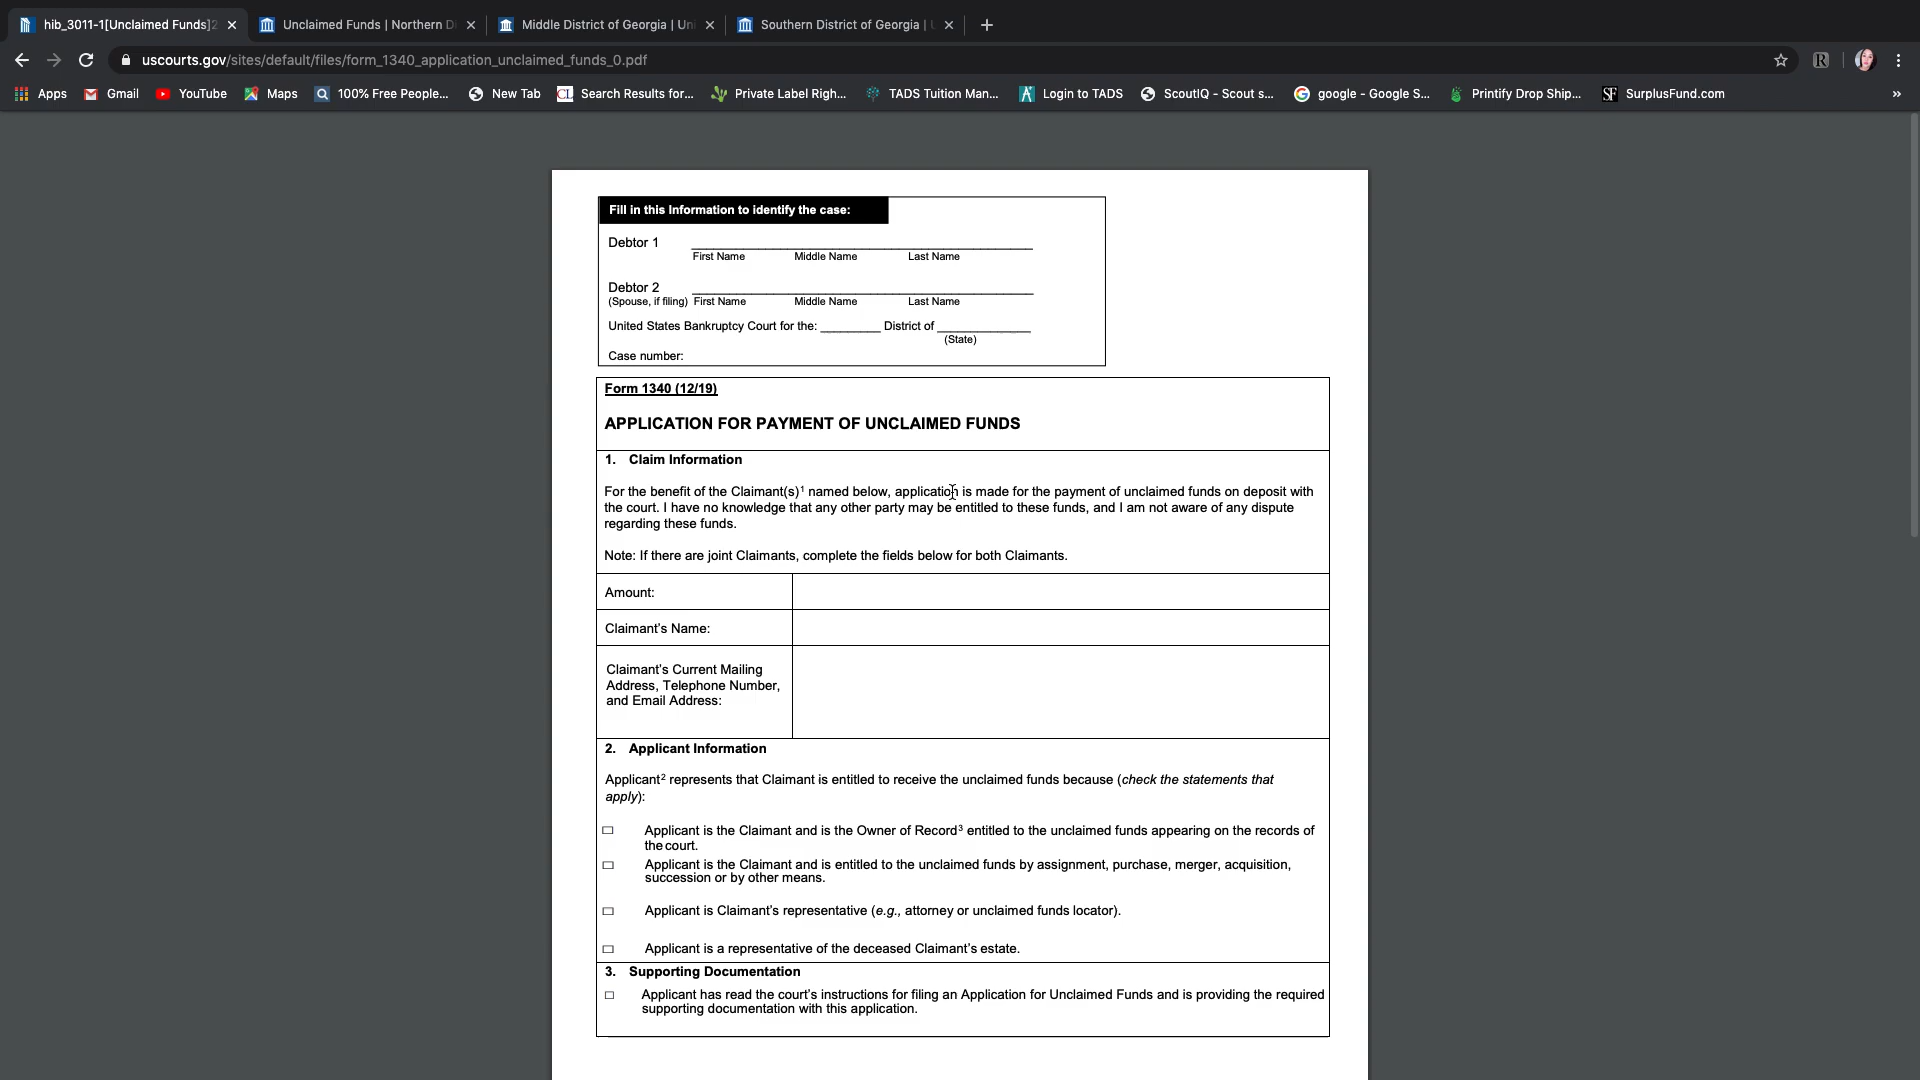 hib_3011-1[Unclaimed Funds]2
Unclaimed Funds | Northern D
Middle District of Georgia | Uni
Southern District of Georgia | U
uscourts.gov/sites/default/files/form_1340_application_unclaimed_funds_0.pdf
Apps
Gmail
YouTube
Maps
100% Free People...
New Tab
CL Search Results for...
Private Label Righ...
TADS Tuition Man...
Login to TADS
ScoutIQ - Scout s...
google - Google S...
Printify Drop Ship...
SF SurplusFund.com
»
Fill in this Information to identify the case:
Debtor 1
First Name Middle Name Last Name
Debtor 2
(Spouse, if filing) First Name Middle Name Last Name
United States Bankruptcy Court for the: _________ District of ______________
(State)
Case number:
Form 1340 (12/19)
APPLICATION FOR PAYMENT OF UNCLAIMED FUNDS
1. Claim Information
For the benefit of the Claimant(s)¹ named below, application is made for the payment of unclaimed funds on deposit with
the court. I have no knowledge that any other party may be entitled to these funds, and I am not aware of any dispute
regarding these funds.
Note: If there are joint Claimants, complete the fields below for both Claimants.
Amount:
Claimant's Name:
Claimant's Current Mailing
Address, Telephone Number,
and Email Address:
2. Applicant Information
Applicant² represents that Claimant is entitled to receive the unclaimed funds because (check the statements that
apply):
Applicant is the Claimant and is the Owner of Record³ entitled to the unclaimed funds appearing on the records of
the court.
Applicant is the Claimant and is entitled to the unclaimed funds by assignment, purchase, merger, acquisition,
succession or by other means.
Applicant is Claimant's representative (e.g., attorney or unclaimed funds locator).
Applicant is a representative of the deceased Claimant's estate.
3. Supporting Documentation
Applicant has read the court's instructions for filing an Application for Unclaimed Funds and is providing the required
supporting documentation with this application.